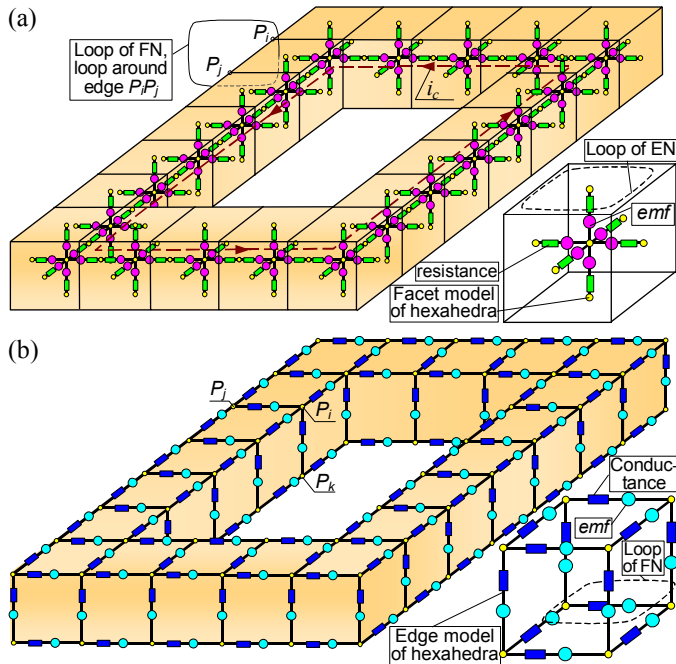 (a)
Loop of FN,
loop around
edge PiPj
Pi
Pj
ic
Loop of EN
emf
resistance
Facet model
of hexahedra
(b)
Pj
Pi
Pk
Conduc-
tance
emf
Loop
of FN
Edge model
of hexahedra